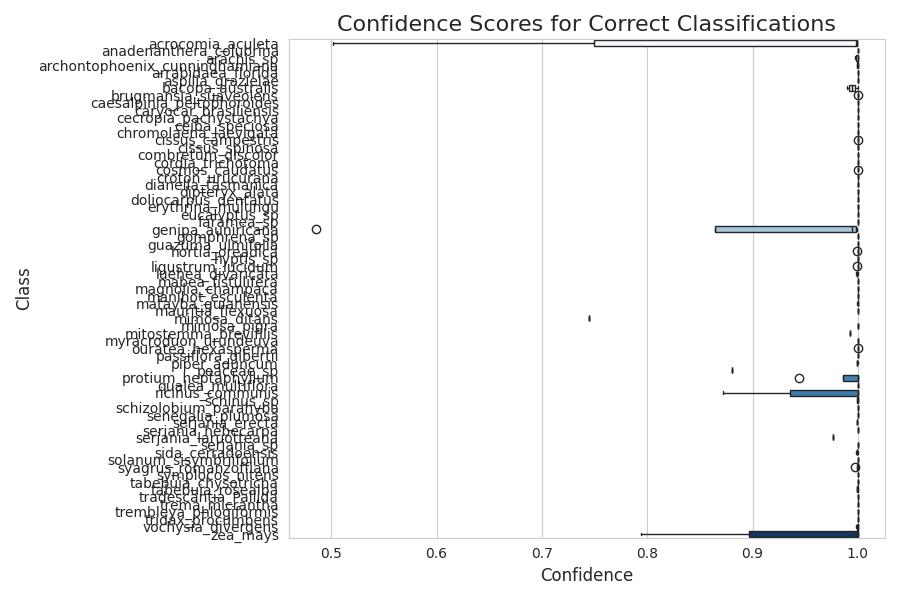 Confidence Scores for Correct Classifications
acrocomia_aculeta
anadenanthera_colubrina
arachis_sp
archontophoenix_cunninghamiana
arrabidaea_florida
aspilia_grazielae
bacopa_australis
brugmansia_suaveolens
caesalpinia_peltophoroides
caryocar_brasiliensis
cecropia_pachystachya
ceiba_speciosa
chromolaena_laevigata
cissus_campestris
cissus_spinosa
combretum_discolor
cordia_trichotoma
cosmos_caudatus
croton_urucurana
dianella_tasmanica
dipteryx_alata
doliocarpus_dentatus
erythrina_mulungu
eucalyptus_sp
faramea_sp
genipa_auniricana
gomphrena_sp
guazuma_ulmifolia
hortia_oreadica
hyptis_sp
ligustrum_lucidum
luehea_divaricata
mabea_fistulifera
magnolia_champaca
manihot_esculenta
matayba_guianensis
mauritia_flexuosa
mimosa_ditans
mimosa_pigra
mitostemma_brevifilis
myracroduon_urundeuva
ouratea_hexasperma
passiflora_gibertii
piper_aduncum
poaceae_sp
protium_heptaphyllum
qualea_multiflora
ricinus_communis
schinus_sp
schizolobium_parahyba
senegalia_plumosa
serjania_erecta
serjania_hebecarpa
serjania_laruotteana
serjania_sp
sida_cerradoensis
solanum_sisymbriifolium
syagrus_romanzoffiana
symplocos_nitens
tabebuia_chysotricha
tabebuia_rosealba
tradescantia_Pallida
trema_micrantha
trembleya_phlogiformis
tridax_procumbens
vochysia_divergens
zea_mays
Class
0.5 0.6 0.7 0.8 0.9 1.0
Confidence